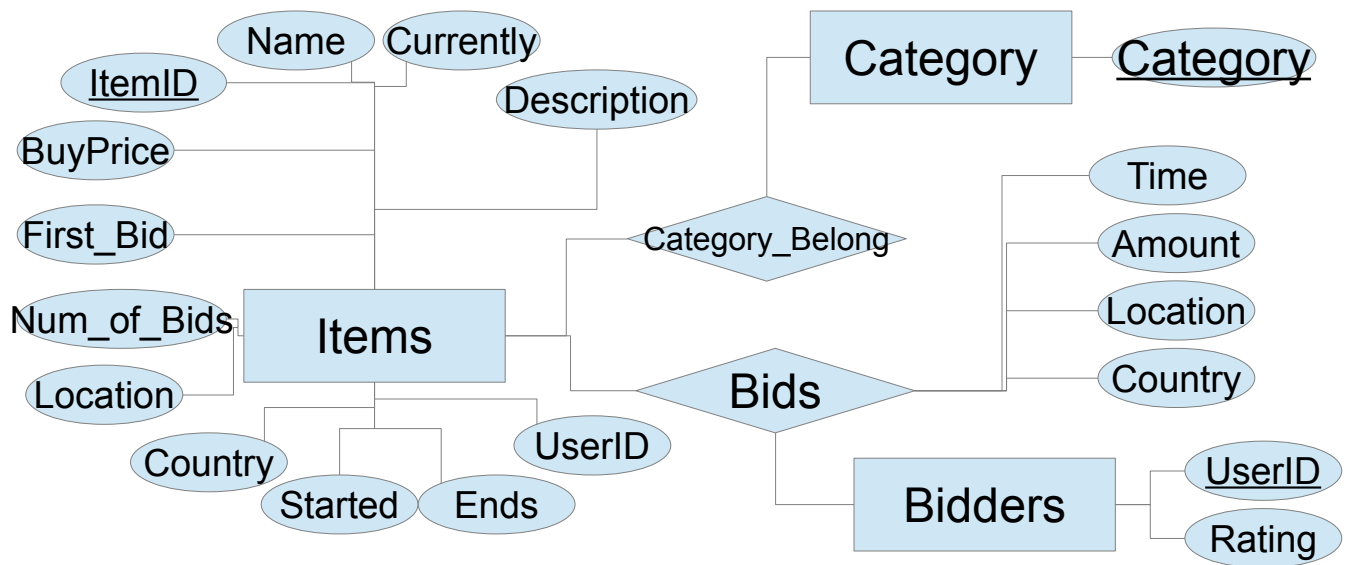 Name
Currently
Category
Category
ItemID
Description
BuyPrice
Time
First_Bid
Category_Belong
Amount
Num_of_Bids
Items
Location
Location
Bids
Country
Country
UserID
Started
Ends
Bidders
UserID
Rating